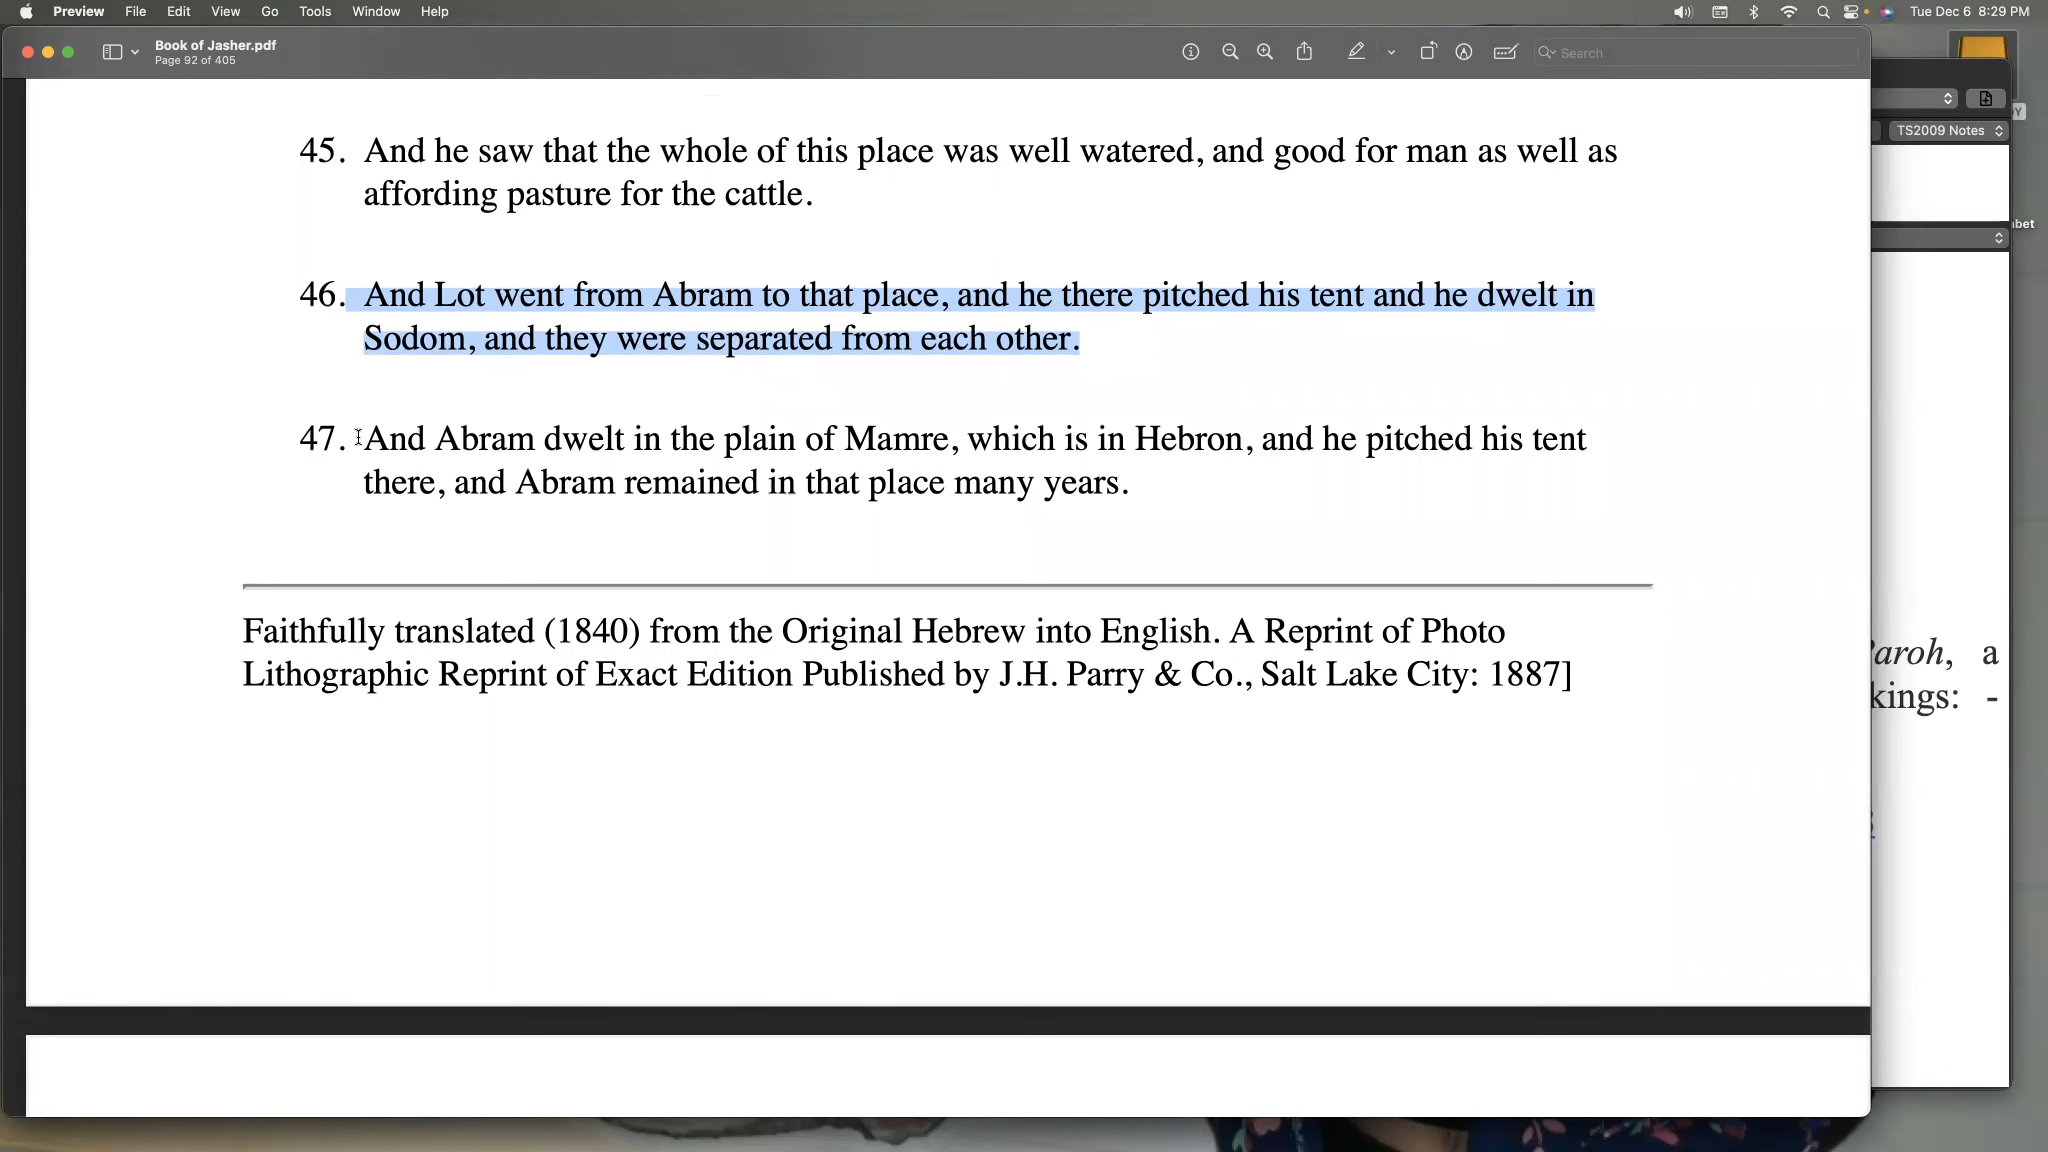 Preview File Edit View Go Tools Window Help Tue Dec 6 8:29 PM
Book of Jasher.pdf
Page 92 of 405
Search
TS2009 Notes
45. And he saw that the whole of this place was well watered, and good for man as well as
affording pasture for the cattle.
46. And Lot went from Abram to that place, and he there pitched his tent and he dwelt in
Sodom, and they were separated from each other.
47. And Abram dwelt in the plain of Mamre, which is in Hebron, and he pitched his tent
there, and Abram remained in that place many years.
Faithfully translated (1840) from the Original Hebrew into English. A Reprint of Photo
Lithographic Reprint of Exact Edition Published by J.H. Parry & Co., Salt Lake City: 1887]
aroh, a
kings: -